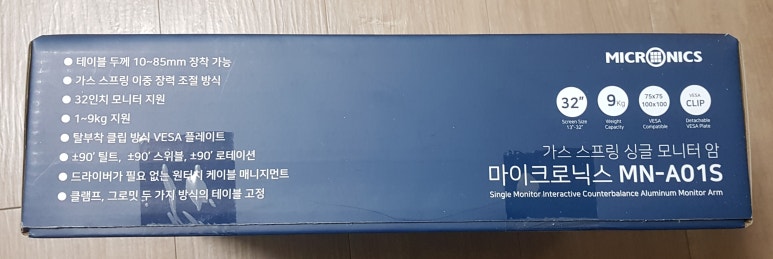 ● 테이블 두께 10~85mm 장착 가능
● 가스 스프링 이중 장력 조절 방식
● 32인치 모니터 지원
● 1~9kg 지원
● 탈부착 클립 방식 VESA 플레이트
● ±90˚ 틸트, ±90˚ 스위블, ±90˚ 로테이션
● 드라이버가 필요 없는 원터치 케이블 매니지먼트
● 클램프, 그로밋 두 가지 방식의 테이블 고정
MICRONICS
32"
Screen Size
13"-32"
9Kg
Weight
Capacity
75x75
100x100
VESA
Compatible
VESA
CLIP
Detachable
VESA Plate
가스 스프링 싱글 모니터 암
마이크로닉스 MN-A01S
Single Monitor Interactive Counterbalance Aluminum Monitor Arm